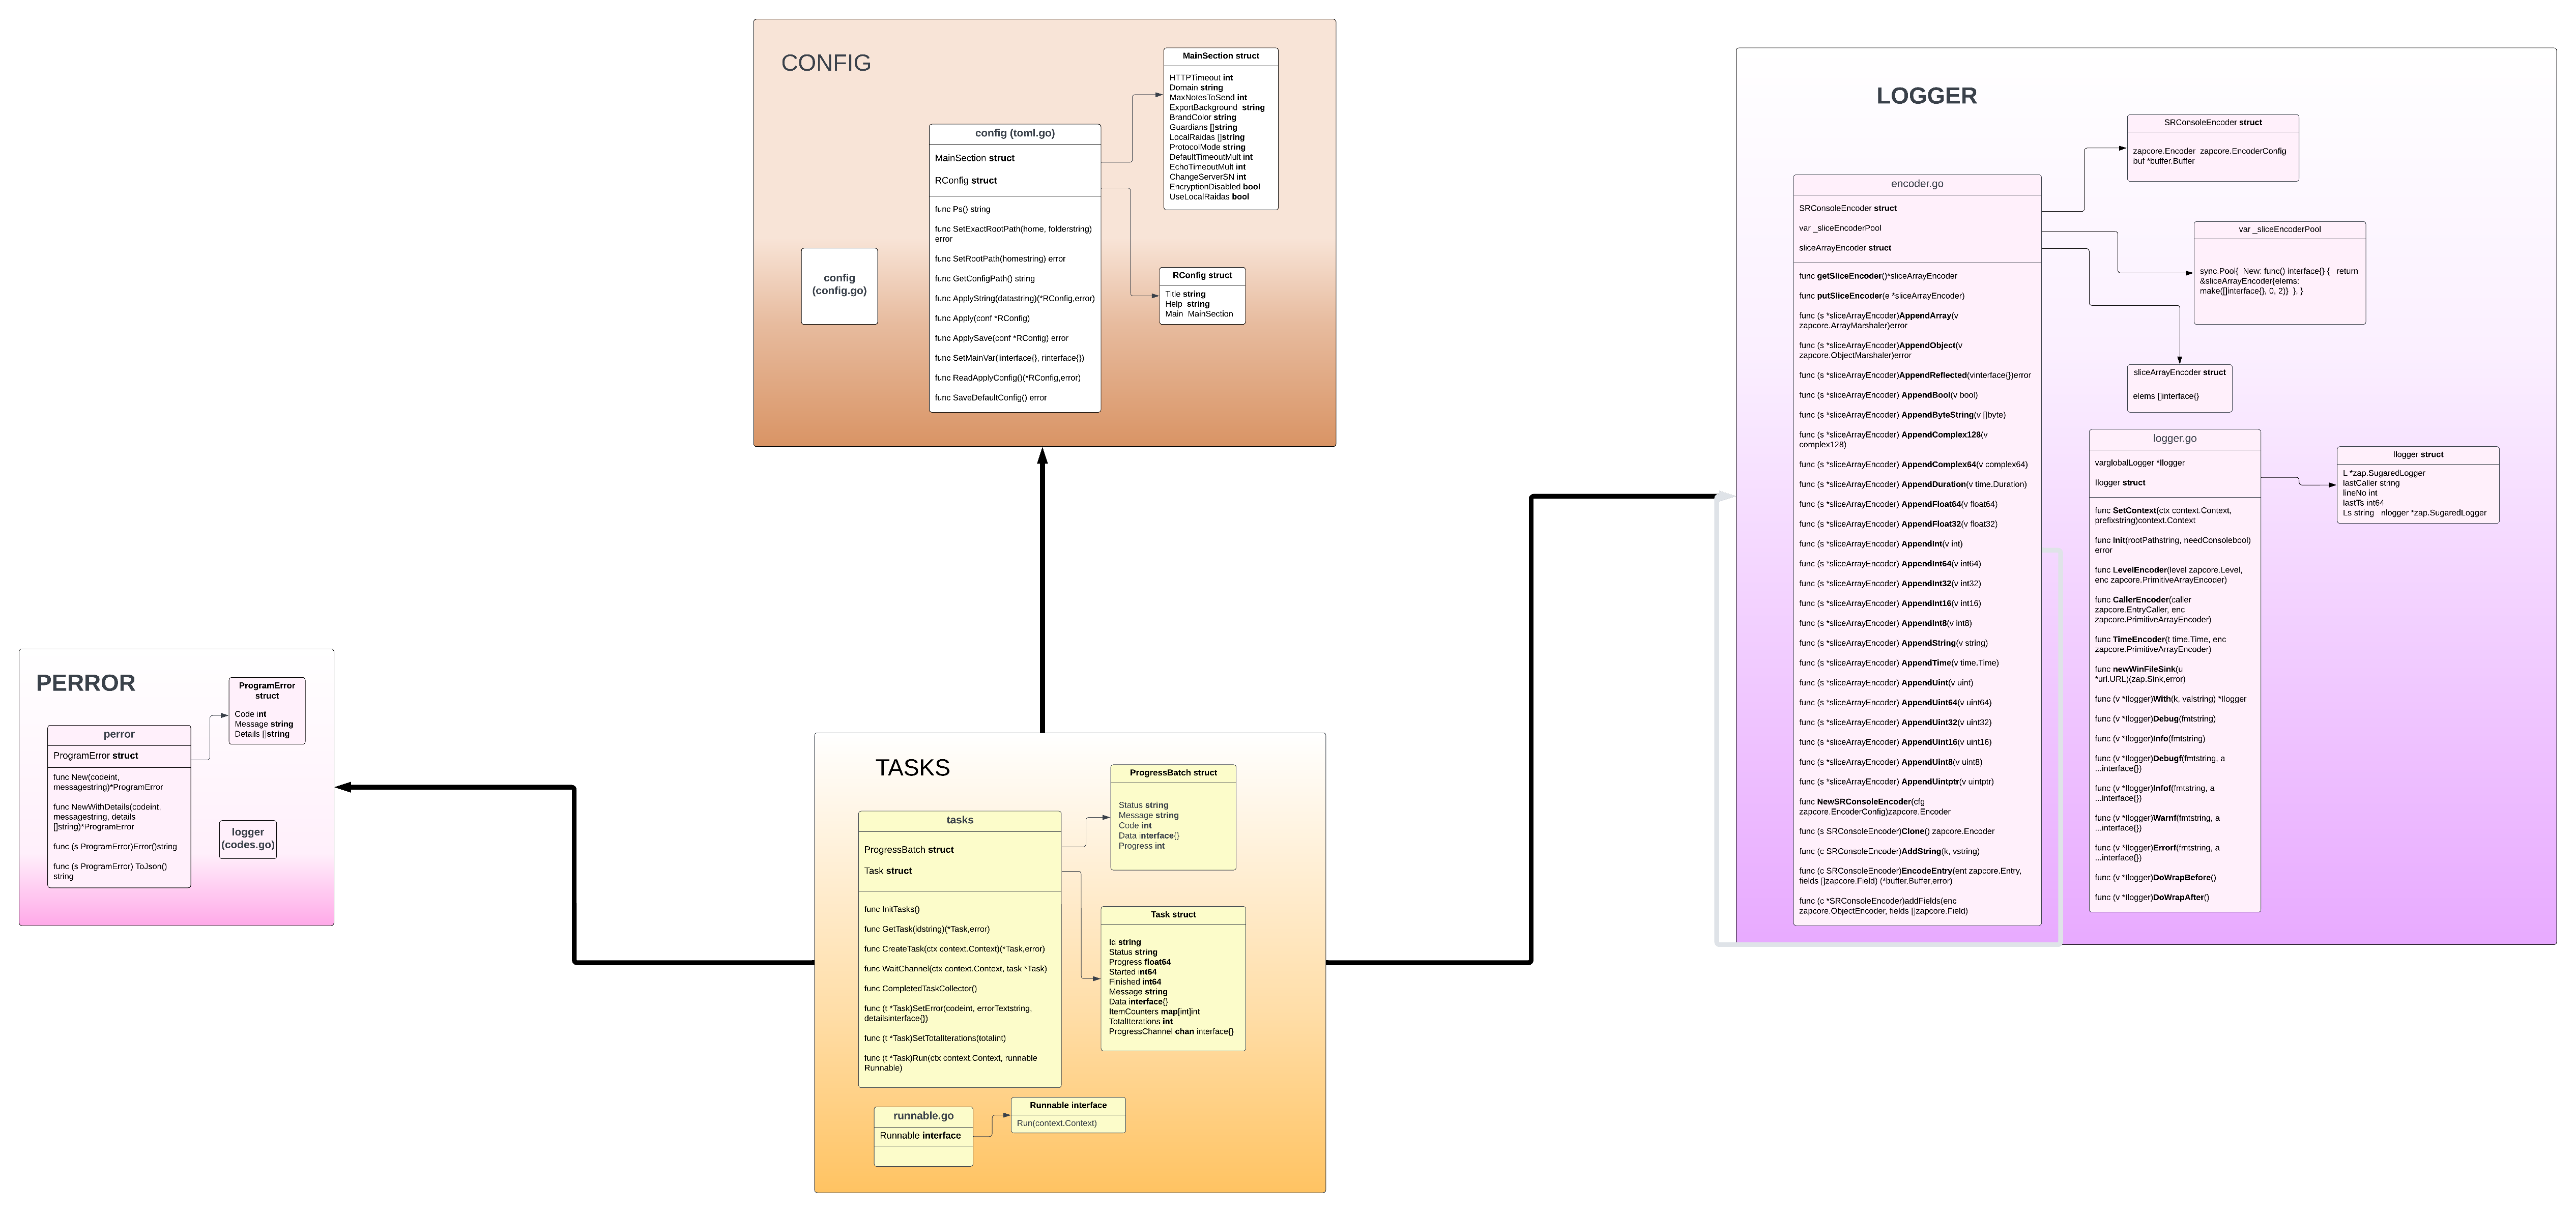 CONFIG
MainSection struct
HTTPTimeout int
Domain string
MaxNotesToSend int
ExportBackground  string
BrandColor string
Guardians []string
LocalRaidas []string
ProtocolMode string
DefaultTimeoutMult int
EchoTimeoutMult int
ChangeServerSN int
EncryptionDisabled bool
UseLocalRaidas bool
config (toml.go)
MainSection struct
RConfig struct
func Ps() string
func SetExactRootPath(home, folderstring)
error
func SetRootPath(homestring) error
func GetConfigPath() string
func ApplyString(datastring)(*RConfig,error)
func Apply(conf *RConfig)
func ApplySave(conf *RConfig) error
func SetMainVar(iinterface{}, rinterface{})
func ReadApplyConfig()(*RConfig,error)
func SaveDefaultConfig() error
config
(config.go)
RConfig struct
Title string
Help  string
Main  MainSection
LOGGER
SRConsoleEncoder struct
zapcore.Encoder  zapcore.EncoderConfig
buf *buffer.Buffer
encoder.go
SRConsoleEncoder struct
var _sliceEncoderPool
sliceArrayEncoder struct
func getSliceEncoder()*sliceArrayEncoder
func putSliceEncoder(e *sliceArrayEncoder)
func (s *sliceArrayEncoder)AppendArray(v
zapcore.ArrayMarshaler)error
func (s *sliceArrayEncoder)AppendObject(v
zapcore.ObjectMarshaler)error
func (s *sliceArrayEncoder)AppendReflected(vinterface{})error
func (s *sliceArrayEncoder) AppendBool(v bool)
func (s *sliceArrayEncoder) AppendByteString(v []byte)
func (s *sliceArrayEncoder) AppendComplex128(v
complex128)
func (s *sliceArrayEncoder) AppendComplex64(v complex64)
func (s *sliceArrayEncoder) AppendDuration(v time.Duration)
func (s *sliceArrayEncoder) AppendFloat64(v float64)
func (s *sliceArrayEncoder) AppendFloat32(v float32)
func (s *sliceArrayEncoder) AppendInt(v int)
func (s *sliceArrayEncoder) AppendInt64(v int64)
func (s *sliceArrayEncoder) AppendInt32(v int32)
func (s *sliceArrayEncoder) AppendInt16(v int16)
func (s *sliceArrayEncoder) AppendInt8(v int8)
func (s *sliceArrayEncoder) AppendString(v string)
func (s *sliceArrayEncoder) AppendTime(v time.Time)
func (s *sliceArrayEncoder) AppendUint(v uint)
func (s *sliceArrayEncoder) AppendUint64(v uint64)
func (s *sliceArrayEncoder) AppendUint32(v uint32)
func (s *sliceArrayEncoder) AppendUint16(v uint16)
func (s *sliceArrayEncoder) AppendUint8(v uint8)
func (s *sliceArrayEncoder) AppendUintptr(v uintptr)
func NewSRConsoleEncoder(cfg
zapcore.EncoderConfig)zapcore.Encoder
func (s SRConsoleEncoder)Clone() zapcore.Encoder
func (c SRConsoleEncoder)AddString(k, vstring)
func (c SRConsoleEncoder)EncodeEntry(ent zapcore.Entry,
fields []zapcore.Field) (*buffer.Buffer,error)
func (c *SRConsoleEncoder)addFields(enc
zapcore.ObjectEncoder, fields []zapcore.Field)
var _sliceEncoderPool
sync.Pool{  New: func() interface{} {   return
&sliceArrayEncoder{elems:
make([]interface{}, 0, 2)}  }, }
sliceArrayEncoder struct
elems []interface{}
logger.go
varglobalLogger *llogger
llogger struct
func SetContext(ctx context.Context,
prefixstring)context.Context
func Init(rootPathstring, needConsolebool)
error
func LevelEncoder(level zapcore.Level,
enc zapcore.PrimitiveArrayEncoder)
func CallerEncoder(caller
zapcore.EntryCaller, enc
zapcore.PrimitiveArrayEncoder)
func TimeEncoder(t time.Time, enc
zapcore.PrimitiveArrayEncoder)
func newWinFileSink(u
*url.URL)(zap.Sink,error)
func (v *llogger)With(k, valstring) *llogger
func (v *llogger)Debug(fmtstring)
func (v *llogger)Info(fmtstring)
func (v *llogger)Debugf(fmtstring, a
...interface{})
func (v *llogger)Infof(fmtstring, a
...interface{})
func (v *llogger)Warnf(fmtstring, a
...interface{})
func (v *llogger)Errorf(fmtstring, a
...interface{})
func (v *llogger)DoWrapBefore()
func (v *llogger)DoWrapAfter()
llogger struct
L *zap.SugaredLogger
lastCaller string
lineNo int
lastTs int64
Ls string   nlogger *zap.SugaredLogger
PERROR
ProgramError
struct
Code int
Message string
Details []string
perror
ProgramError struct
func New(codeint,
messagestring)*ProgramError
func NewWithDetails(codeint,
messagestring, details
[]string)*ProgramError
func (s ProgramError)Error()string
func (s ProgramError) ToJson()
string
logger
(codes.go)
TASKS
ProgressBatch struct
Status string
Message string
Code int
Data interface{}
Progress int
tasks
ProgressBatch struct
Task struct
func InitTasks()
func GetTask(idstring)(*Task,error)
func CreateTask(ctx context.Context)(*Task,error)
func WaitChannel(ctx context.Context, task *Task)
func CompletedTaskCollector()
func (t *Task)SetError(codeint, errorTextstring,
detailsinterface{})
func (t *Task)SetTotalIterations(totalint)
func (t *Task)Run(ctx context.Context, runnable
Runnable)
Task struct
Id string
Status string
Progress float64
Started int64
Finished int64
Message string
Data interface{}
ItemCounters map[int]int
TotalIterations int
ProgressChannel chan interface{}
runnable.go
Runnable interface
Runnable interface
Run(context.Context)